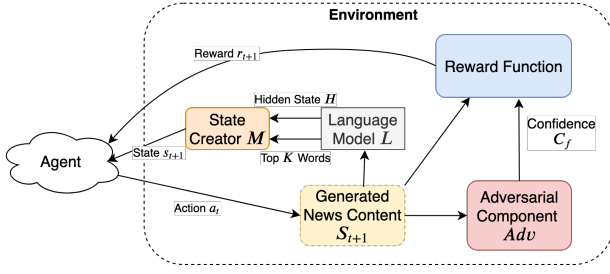 Environment
Reward r_{t+1}
Reward Function
Hidden State H
State
Creator M
Language
Model L
Confidence
C_f
Agent
State s_{t+1}
Top K Words
Action a_t
Generated
News Content
S_{t+1}
Adversarial
Component
Adv